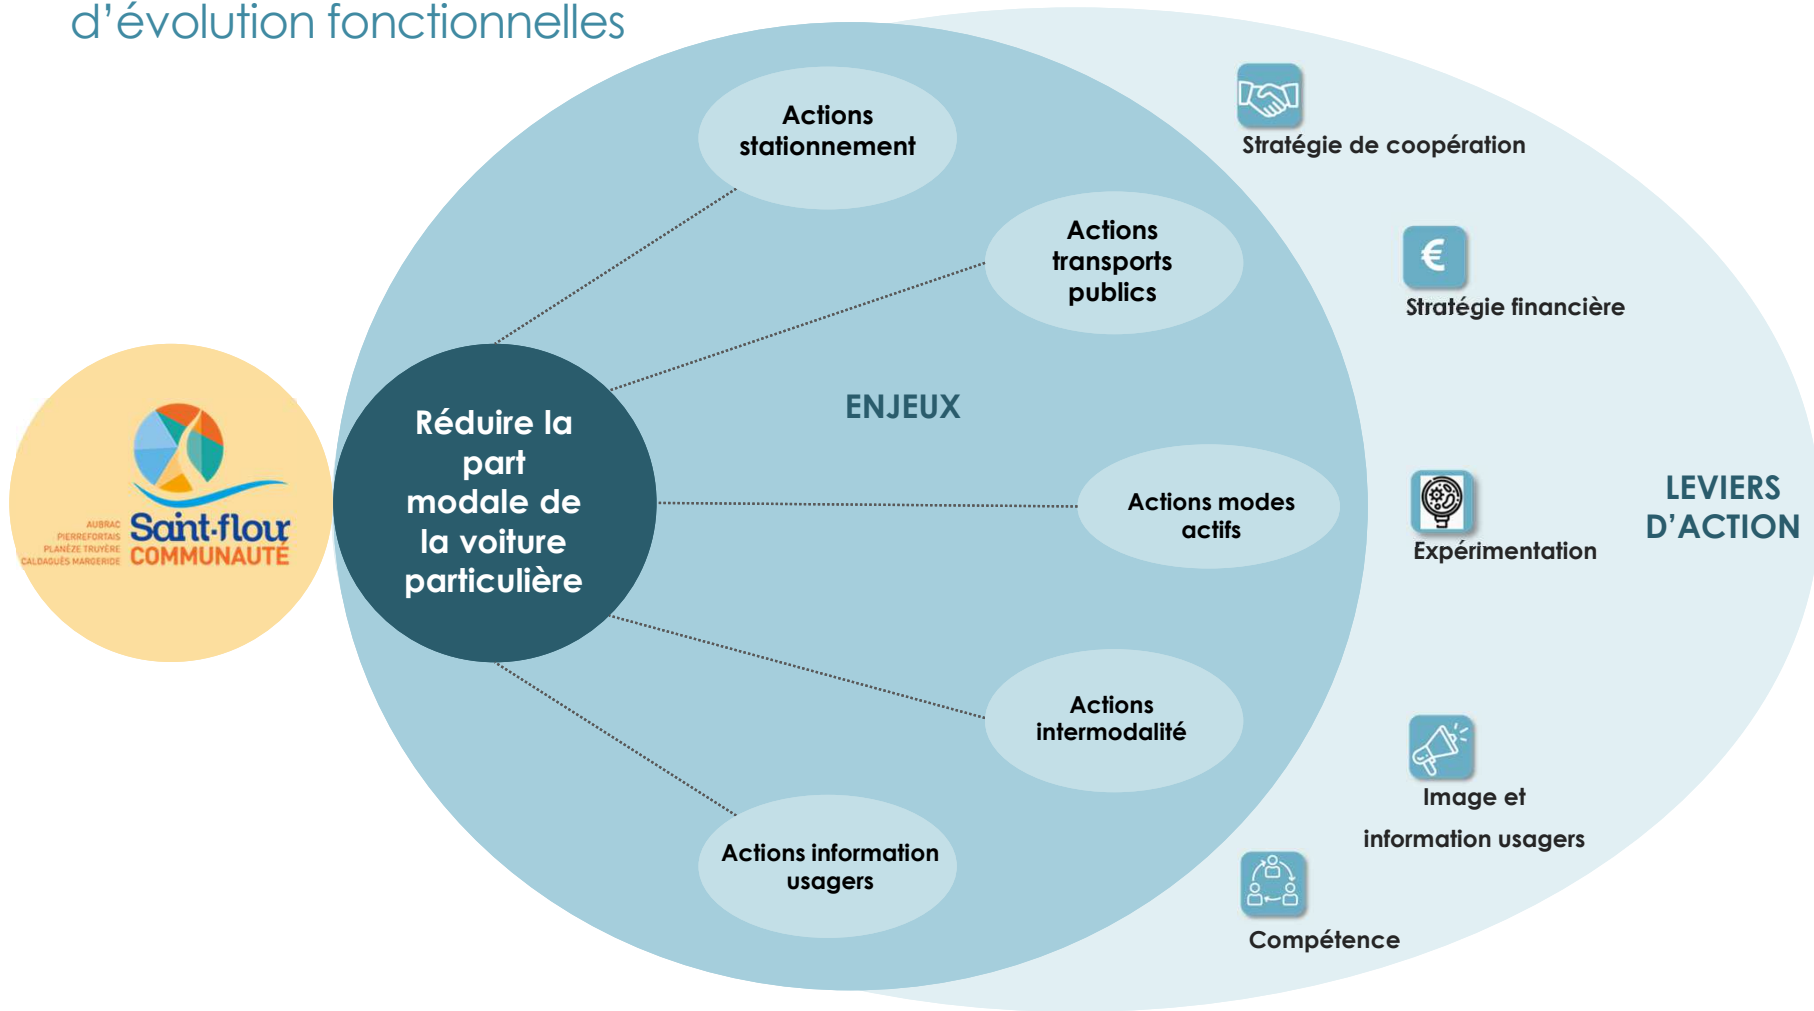 d'évolution fonctionnelles
Actions
stationnement
Actions
transports
publics
ENJEUX
Réduire la
part
modale de
la voiture
particulière
Actions modes
actifs
Actions
intermodalité
Actions information
usagers
AUBRAC
PIERREFORTAIS
PLANÈZE TRUYÈRE
CALDAGUÈS MARGERIDE
Saint-flour
COMMUNAUTÉ
Stratégie de coopération
€
Stratégie financière
Expérimentation
LEVIERS
D'ACTION
Image et
information usagers
Compétence